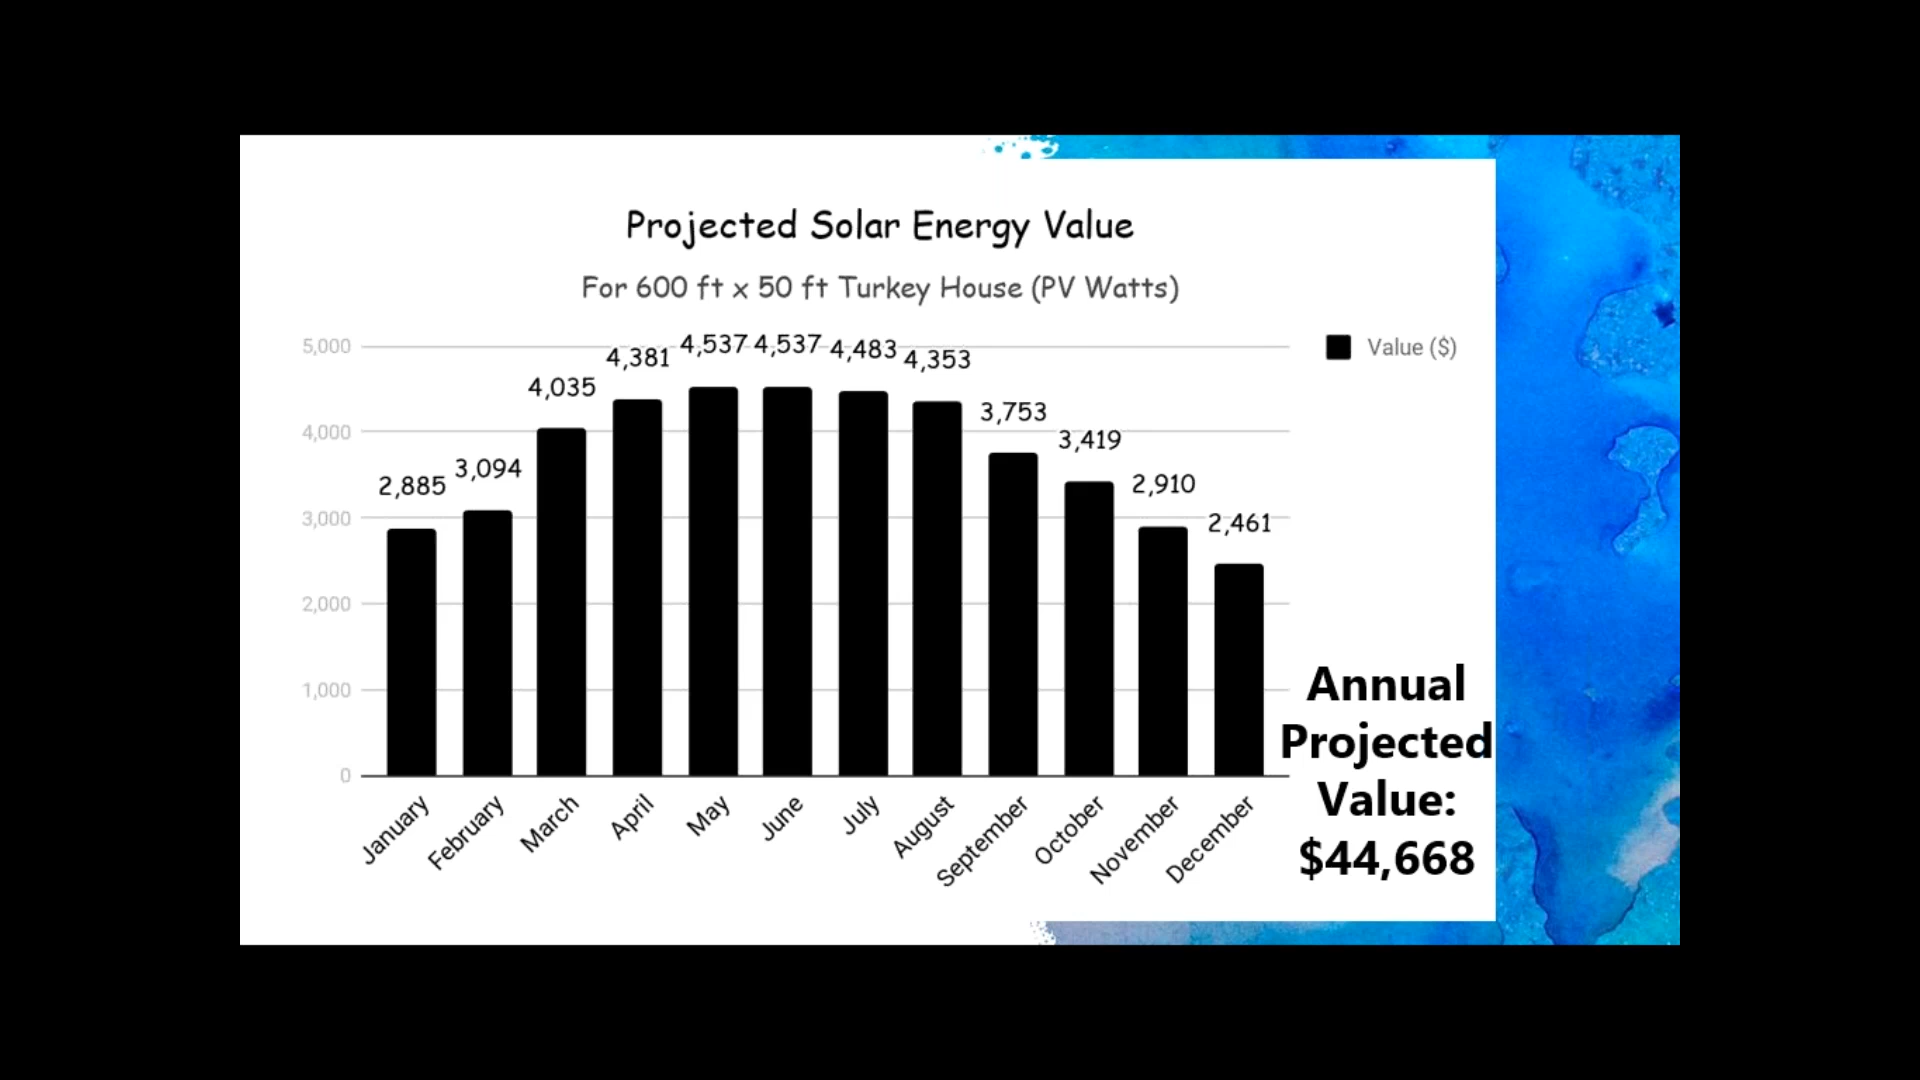 Projected Solar Energy Value
For 600 ft x 50 ft Turkey House (PV Watts)
Value ($)
5,000
4,000
3,000
2,000
1,000
0
2,885
3,094
4,035
4,381
4,537
4,537
4,483
4,353
3,753
3,419
2,910
2,461
January
February
March
April
May
June
July
August
September
October
November
December
Annual
Projected
Value:
$44,668